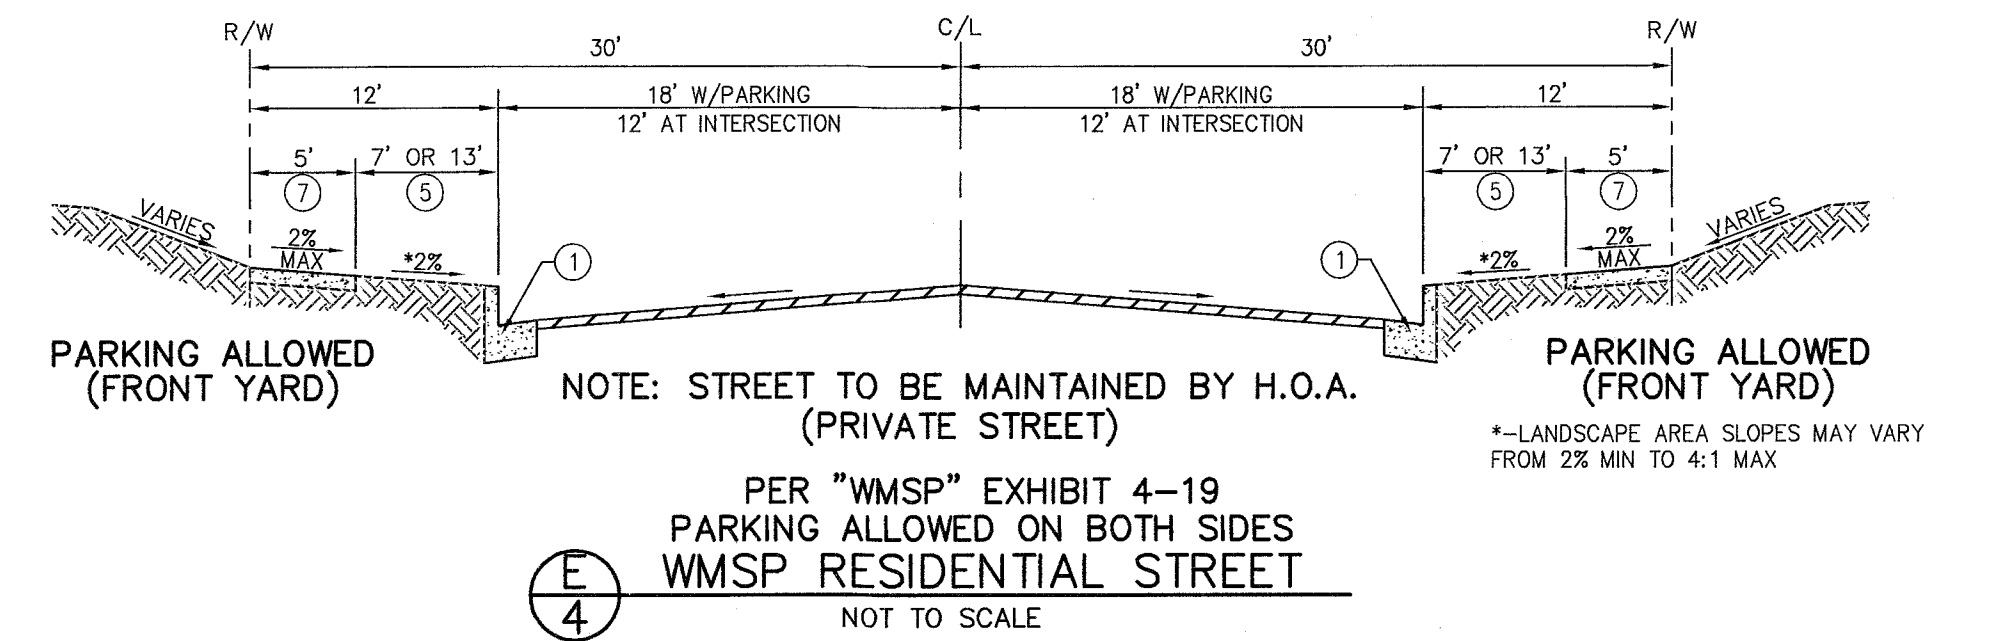 R/W
C/L
R/W
30'
30'
12'
18' W/PARKING
18' W/PARKING
12'
12' AT INTERSECTION
12' AT INTERSECTION
5'
7' OR 13'
7' OR 13'
5'
7
5
5
7
VARIES
VARIES
2%
MAX
*2%
1
1
*2%
2%
MAX
PARKING ALLOWED
(FRONT YARD)
PARKING ALLOWED
(FRONT YARD)
NOTE: STREET TO BE MAINTAINED BY H.O.A.
(PRIVATE STREET)
*-LANDSCAPE AREA SLOPES MAY VARY
FROM 2% MIN TO 4:1 MAX
PER "WMSP" EXHIBIT 4-19
PARKING ALLOWED ON BOTH SIDES
E
4
WMSP RESIDENTIAL STREET
NOT TO SCALE